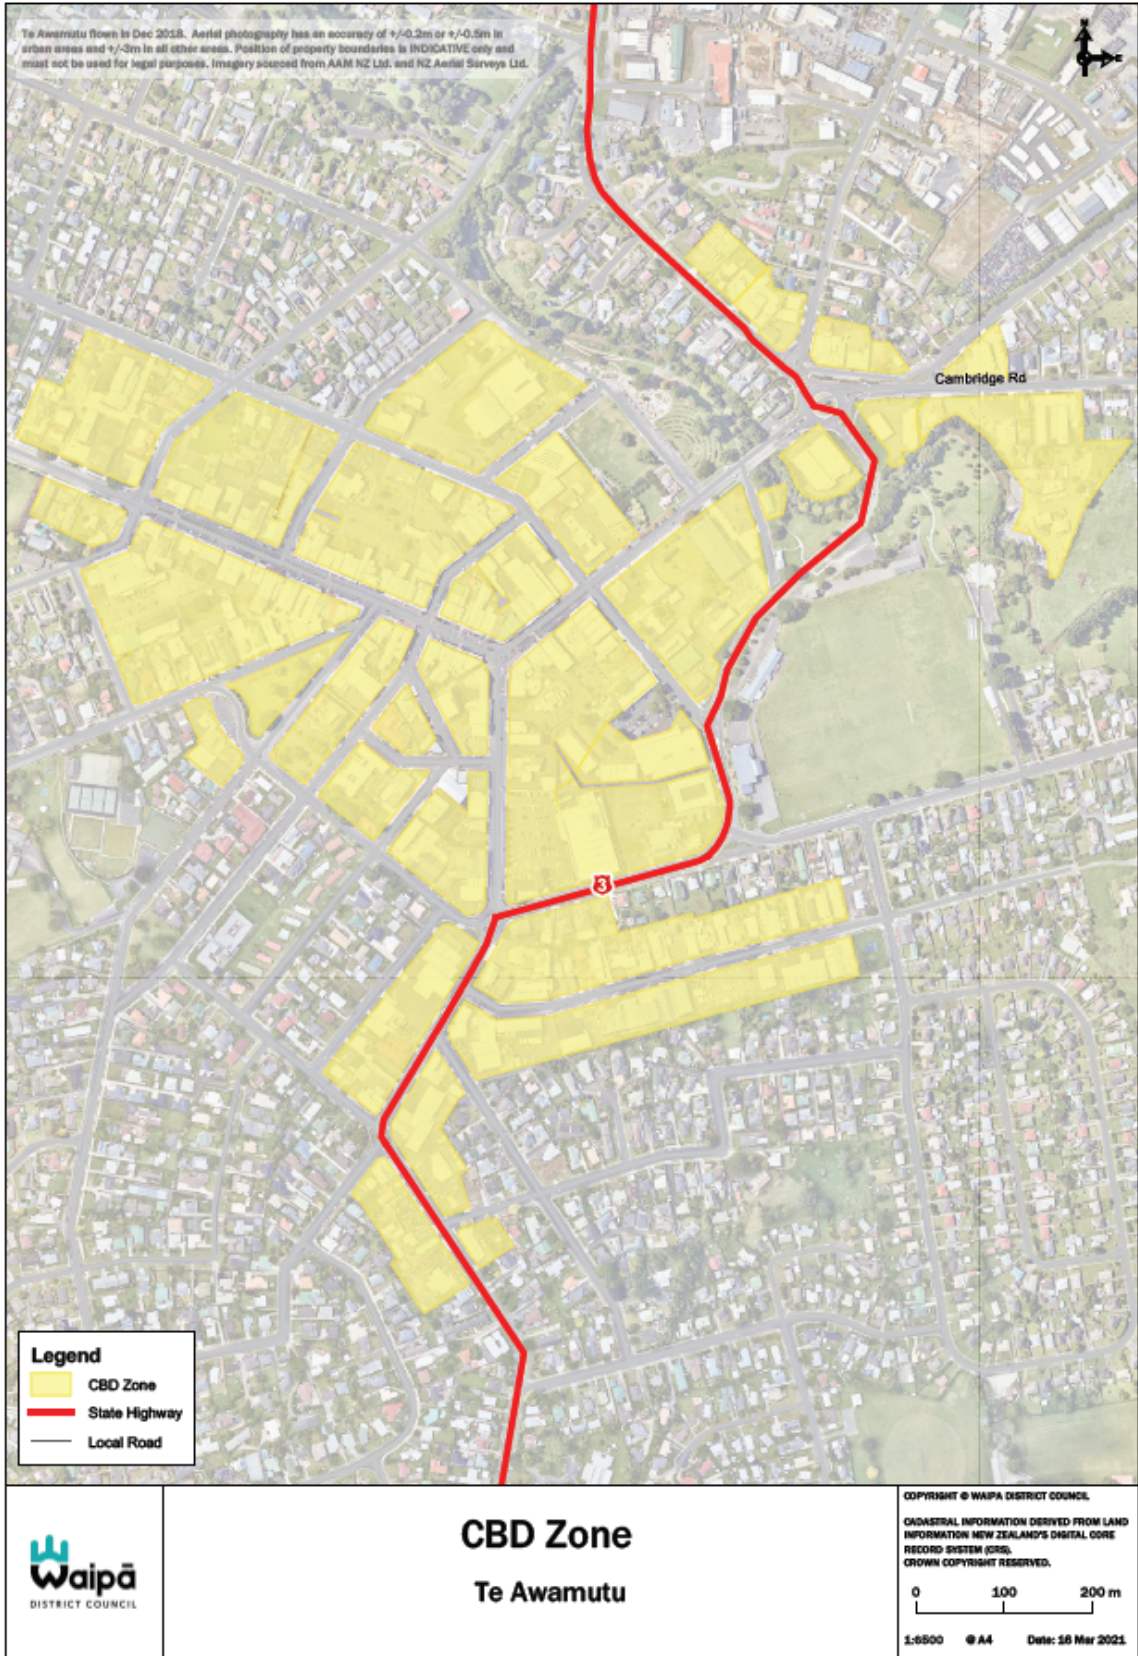 Te Awamutu flown in Dec 2018. Aerial photography has an accuracy of +/-0.2m or +/-0.5m in
urban areas and +/-3m in all other areas. Position of property boundaries is INDICATIVE only and
must not be used for legal purposes. Imagery sourced from AAM NZ Ltd. and NZ Aerial Surveys Ltd.
N
E
Cambridge Rd
3
Legend
CBD Zone
State Highway
Local Road
Waipā
DISTRICT COUNCIL
CBD Zone
Te Awamutu
COPYRIGHT © WAIPA DISTRICT COUNCIL
CADASTRAL INFORMATION DERIVED FROM LAND
INFORMATION NEW ZEALAND'S DIGITAL CORE
RECORD SYSTEM (CRS).
CROWN COPYRIGHT RESERVED.
0 100 200 m
1:6500 @ A4 Date: 16 Mar 2021